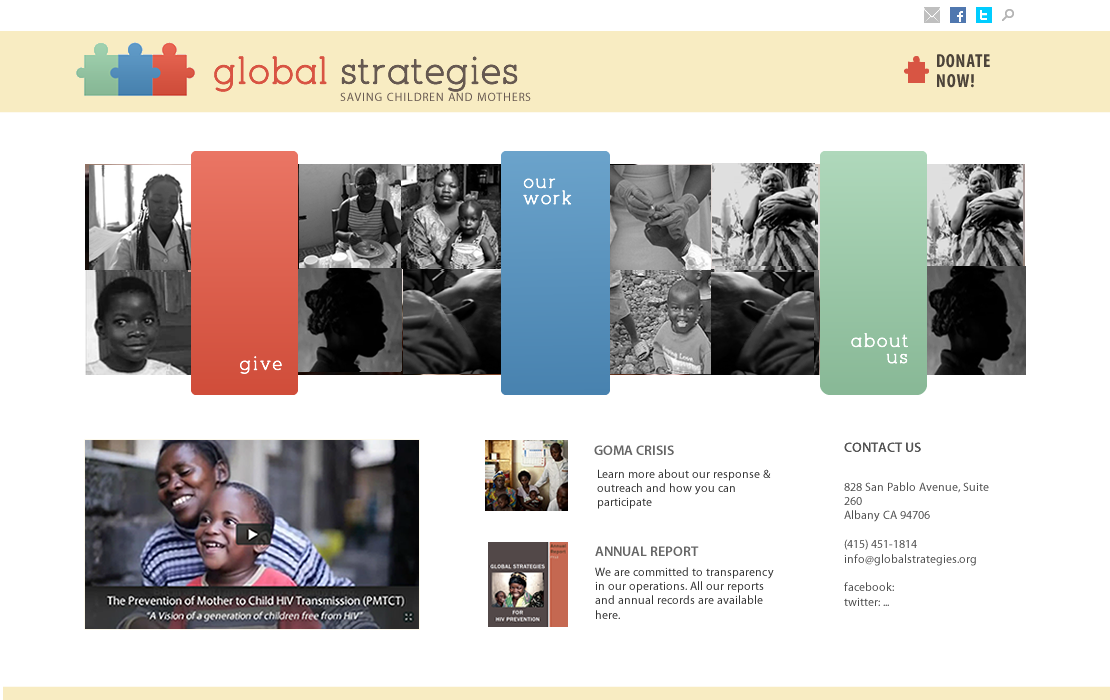 global strategies
SAVING CHILDREN AND MOTHERS
DONATE
NOW!
give
our
work
about
us
The Prevention of Mother to Child HIV Transmission (PMTCT)
"A Vision of a generation of children free from HIV"
GOMA CRISIS
Learn more about our response &
outreach and how you can
participate
Annual
Report
GLOBAL STRATEGIES
FOR
HIV PREVENTION
ANNUAL REPORT
We are committed to transparency
in our operations. All our reports
and annual records are available
here.
CONTACT US
828 San Pablo Avenue, Suite
260
Albany CA 94706
(415) 451-1814
info@globalstrategies.org
facebook:
twitter: ...